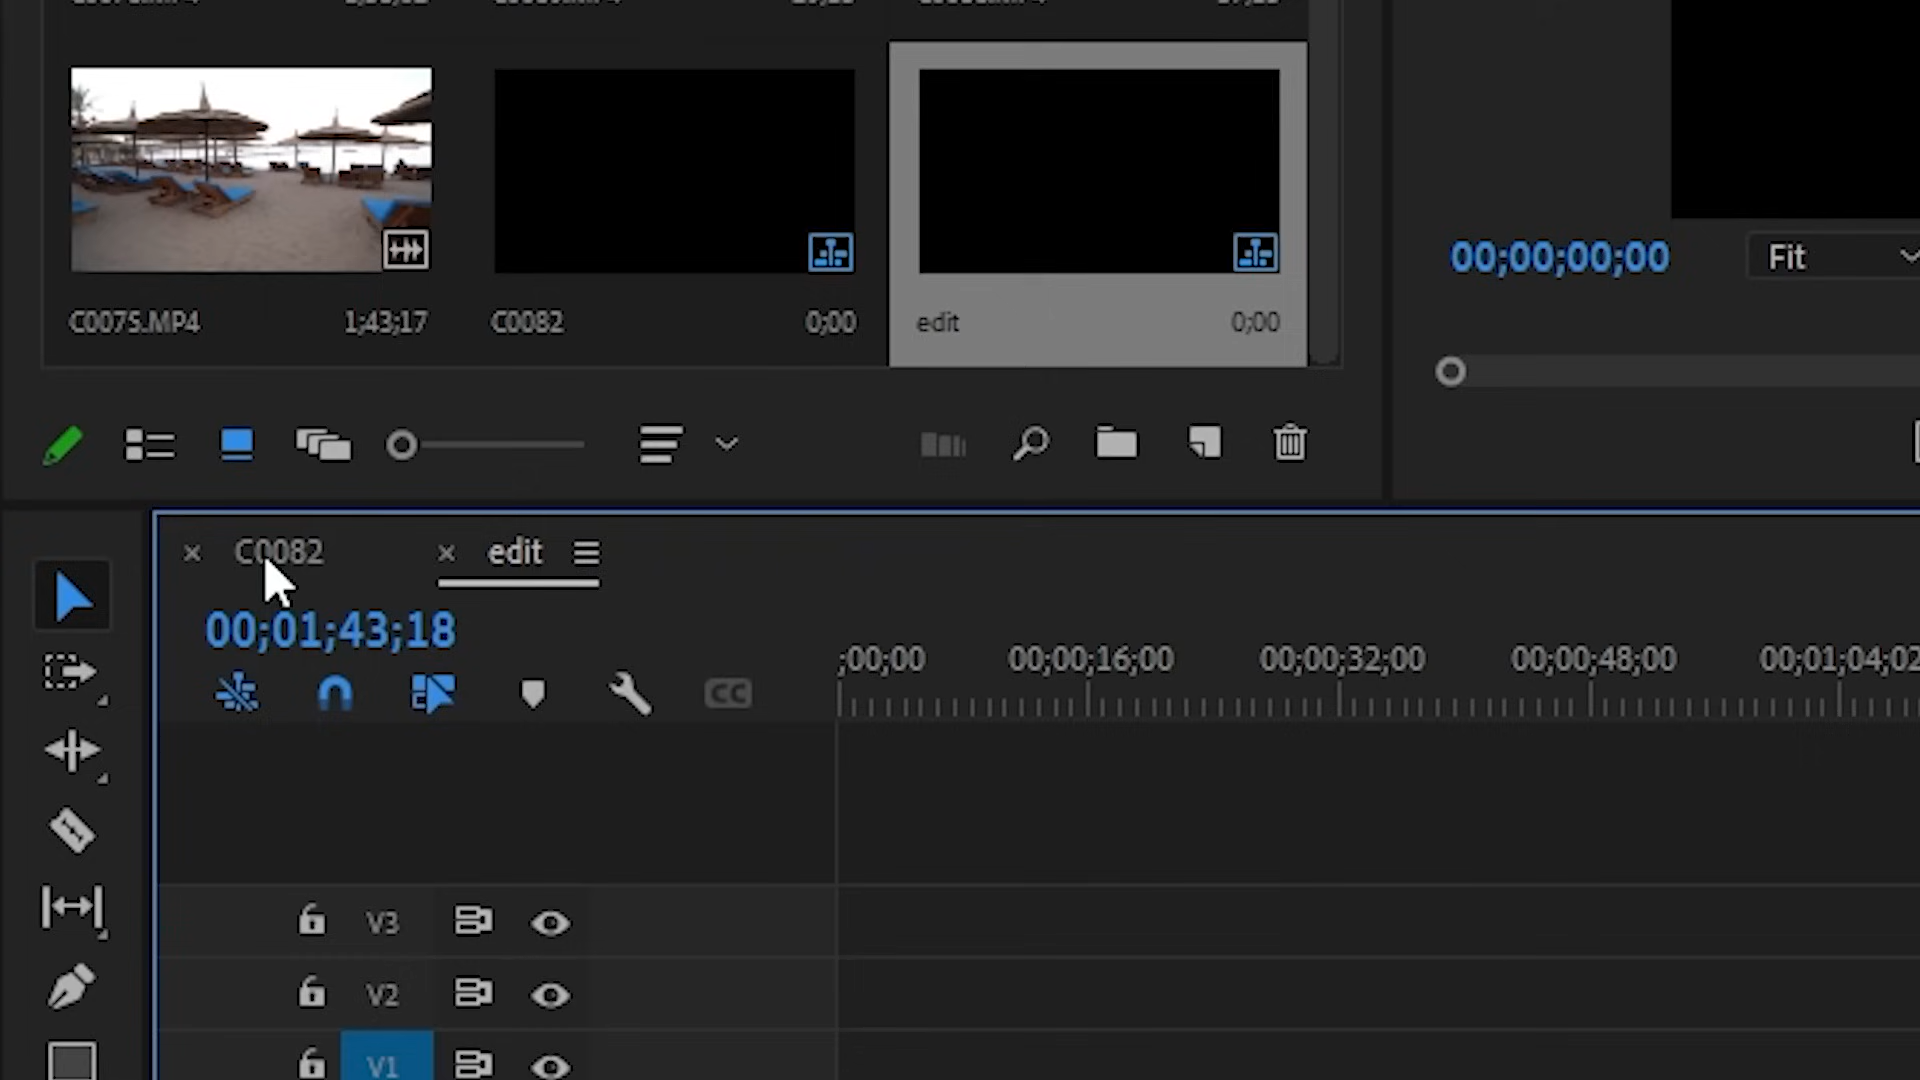 C0075.MP4 1;43;17
C0082 0;00
edit 0;00
00;00;00;00 Fit
C0082 edit
00;01;43;18
;00;00 00;00;16;00 00;00;32;00 00;00;48;00 00;01;04;02
CC
V3
V2
V1